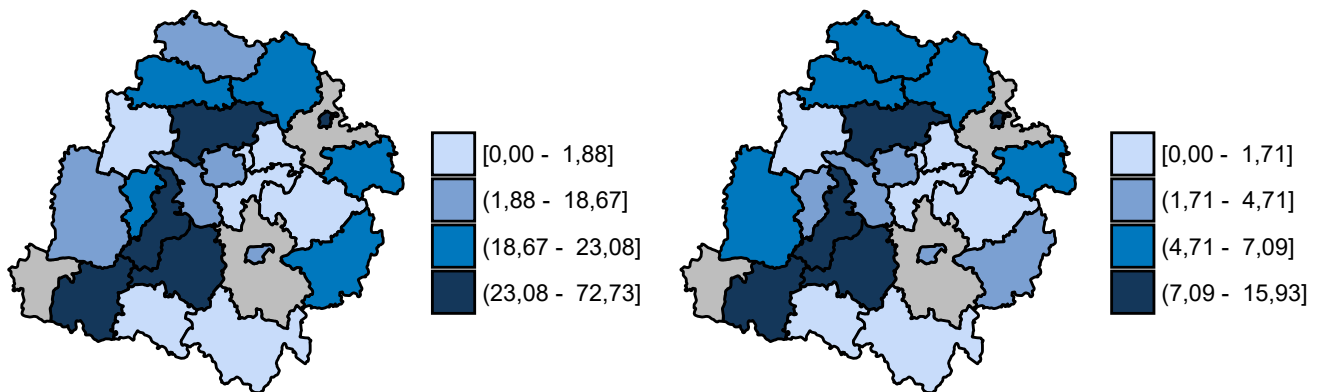 [0,00 - 1,88]
(1,88 - 18,67]
(18,67 - 23,08]
(23,08 - 72,73]
[0,00 - 1,71]
(1,71 - 4,71]
(4,71 - 7,09]
(7,09 - 15,93]